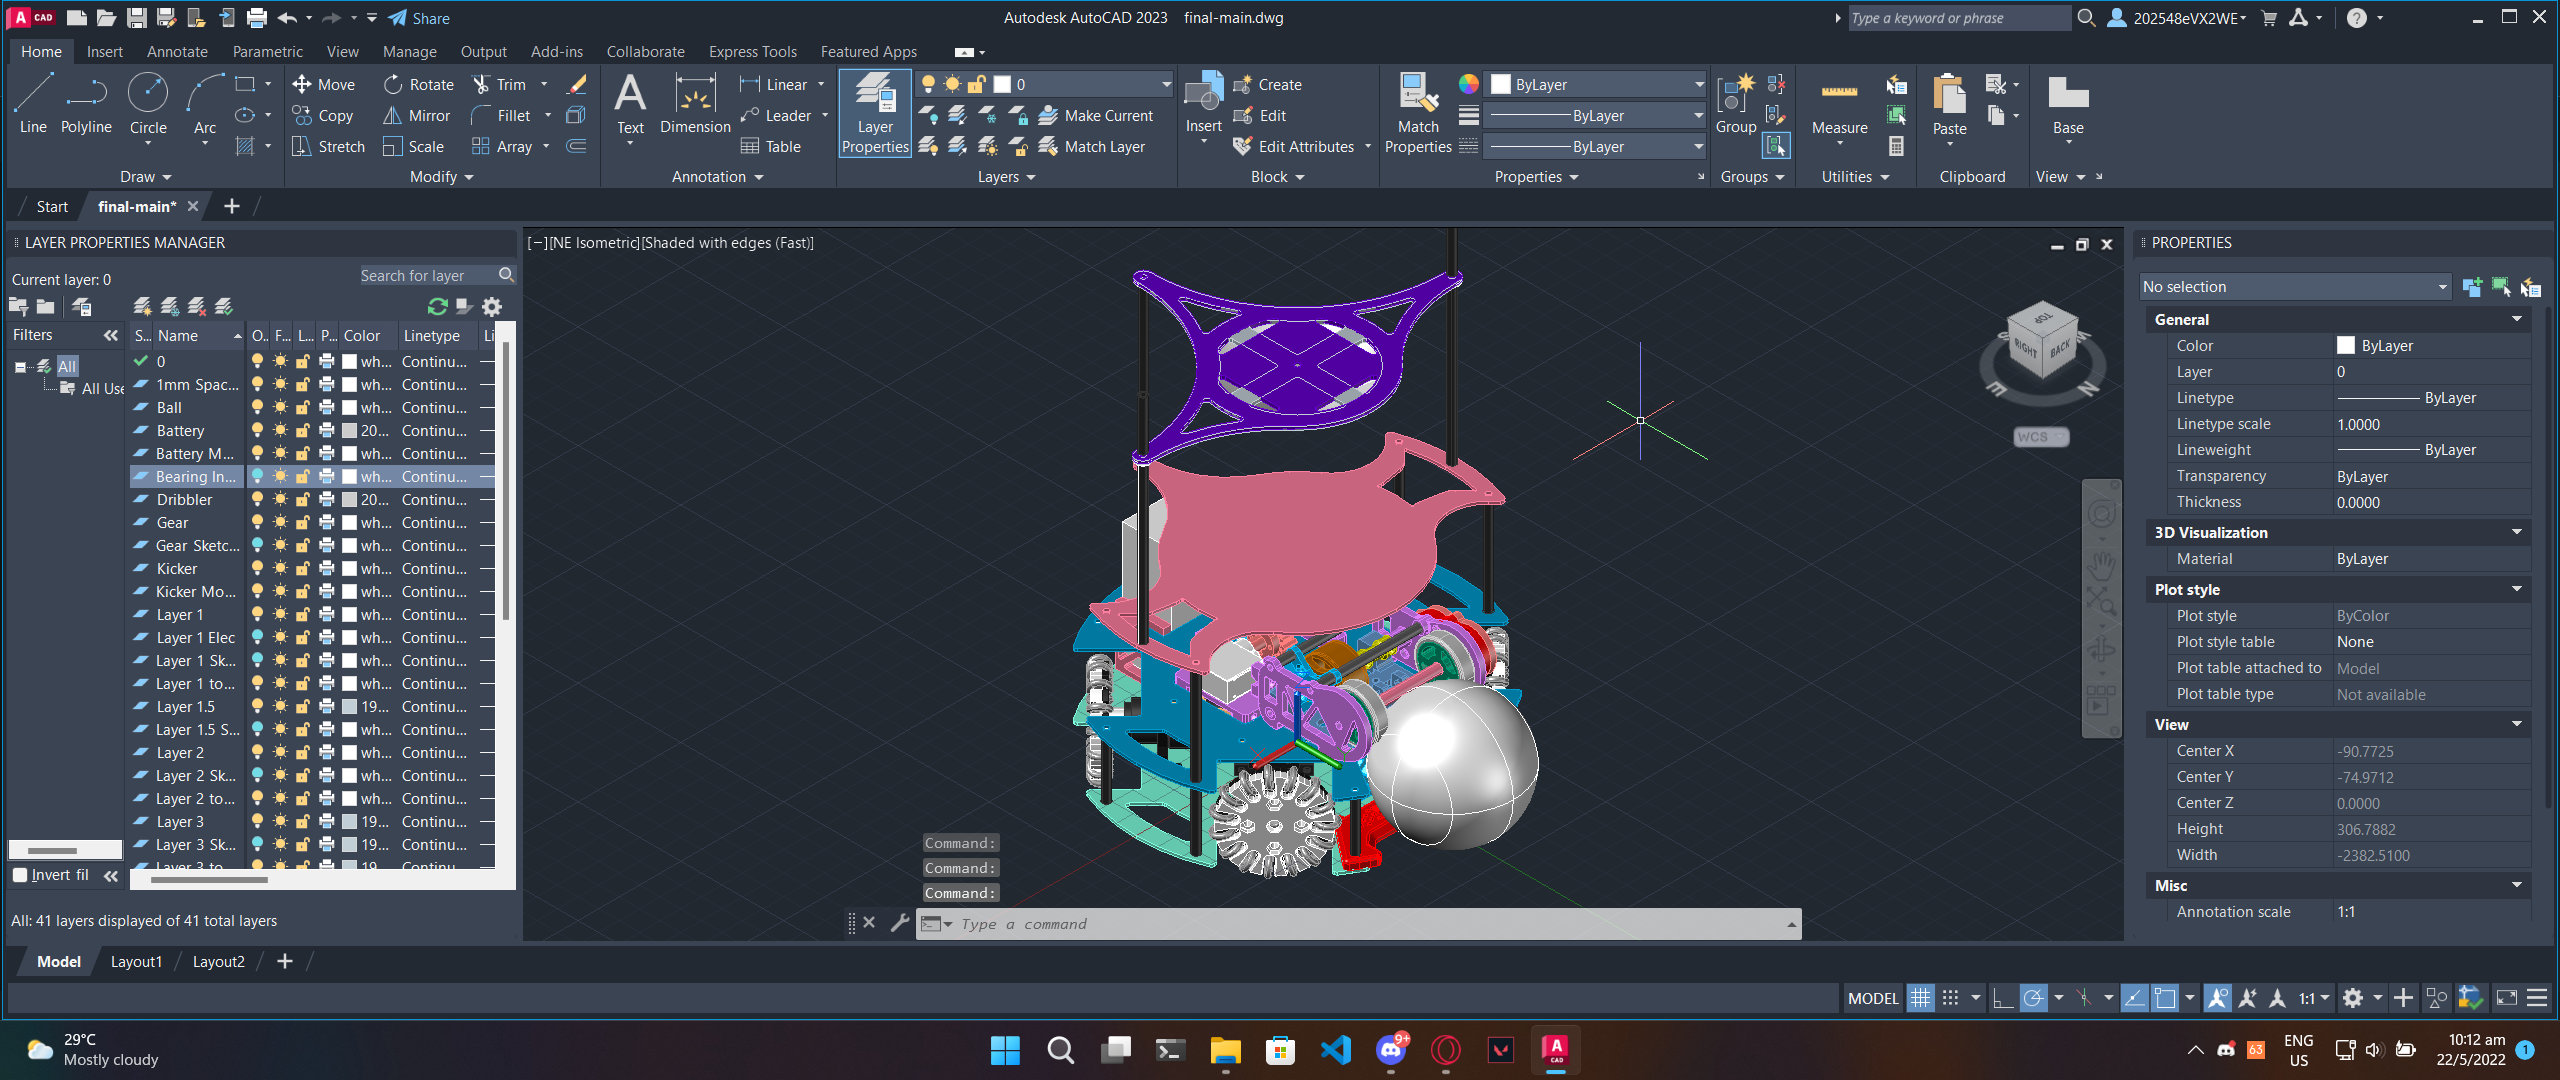 A CAD
Share
Autodesk AutoCAD 2023 final-main.dwg
Type a keyword or phrase
202548eVX2WE
Home Insert Annotate Parametric View Manage Output Add-ins Collaborate Express Tools Featured Apps
Line
Polyline
Circle
Arc
Draw
Move
Rotate
Trim
Copy
Mirror
Fillet
Stretch
Scale
Array
Modify
Text
Dimension
Linear
Leader
Table
Annotation
Layer Properties
0
Make Current
Match Layer
Layers
Insert
Create
Edit
Edit Attributes
Block
Match Properties
ByLayer
ByLayer
ByLayer
Properties
Group
Groups
Measure
Utilities
Paste
Clipboard
Base
View
Start
final-main*
LAYER PROPERTIES MANAGER
Current layer: 0
Search for layer
Filters
All
All Use
S... Name O.. F... L... P... Color Linetype Li
0 wh... Continu...
1mm Spac... wh... Continu...
Ball wh... Continu...
Battery 20... Continu...
Battery M... wh... Continu...
Bearing In... wh... Continu...
Dribbler 20... Continu...
Gear wh... Continu...
Gear Sketc... wh... Continu...
Kicker wh... Continu...
Kicker Mo... wh... Continu...
Layer 1 wh... Continu...
Layer 1 Elec wh... Continu...
Layer 1 Sk... wh... Continu...
Layer 1 to... wh... Continu...
Layer 1.5 19... Continu...
Layer 1.5 S... wh... Continu...
Layer 2 wh... Continu...
Layer 2 Sk... wh... Continu...
Layer 2 to... wh... Continu...
Layer 3 19... Continu...
Layer 3 Sk... 19... Continu...
Layer 3 to 19 Continu...
Invert fil
All: 41 layers displayed of 41 total layers
[−][NE Isometric][Shaded with edges (Fast)]
TOP
RIGHT
BACK
E
N
WCS
Command:
Command:
Command:
Type a command
PROPERTIES
No selection
General
Color ByLayer
Layer 0
Linetype ByLayer
Linetype scale 1.0000
Lineweight ByLayer
Transparency ByLayer
Thickness 0.0000
3D Visualization
Material ByLayer
Plot style
Plot style ByColor
Plot style table None
Plot table attached to Model
Plot table type Not available
View
Center X -90.7725
Center Y -74.9712
Center Z 0.0000
Height 306.7882
Width -2382.5100
Misc
Annotation scale 1:1
Model Layout1 Layout2
MODEL
1:1
29°C
Mostly cloudy
9+
A CAD
63
ENG
US
10:12 am
22/5/2022
1